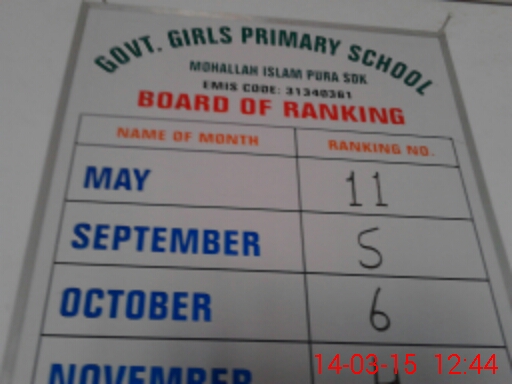 GOVT. GIRLS PRIMARY SCHOOL
MOHALLAH ISLAM PURA SDK
EMIS CODE: 31340361
BOARD OF RANKING
NAME OF MONTH RANKING NO.
MAY 11
SEPTEMBER 5
OCTOBER 6
NOVEMBER
14-03-15 12:44